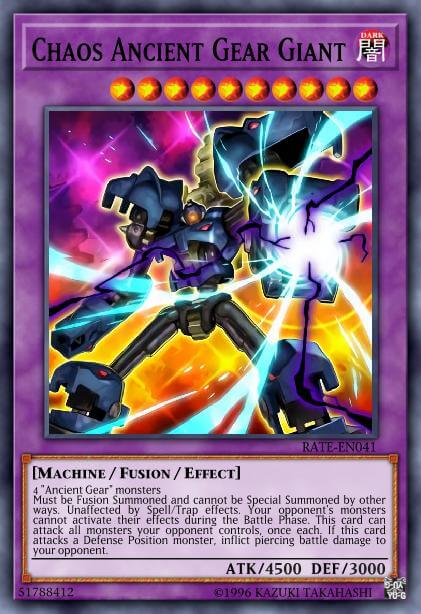 CHAOS ANCIENT GEAR GIANT
DARK
闇
RATE-EN041
[MACHINE / FUSION / EFFECT]
4 "Ancient Gear" monsters
Must be Fusion Summoned and cannot be Special Summoned by other
ways. Unaffected by Spell/Trap effects. Your opponent's monsters
cannot activate their effects during the Battle Phase. This card can
attack all monsters your opponent controls, once each. If this card
attacks a Defense Position monster, inflict piercing battle damage to
your opponent.
ATK/4500 DEF/3000
51788412
©1996 KAZUKI TAKAHASHI